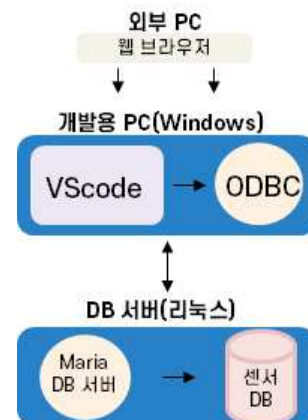 외부 PC
웹 브라우저
개발용 PC(Windows)
VScode
ODBC
DB 서버(리눅스)
Maria
DB 서버
센서
DB